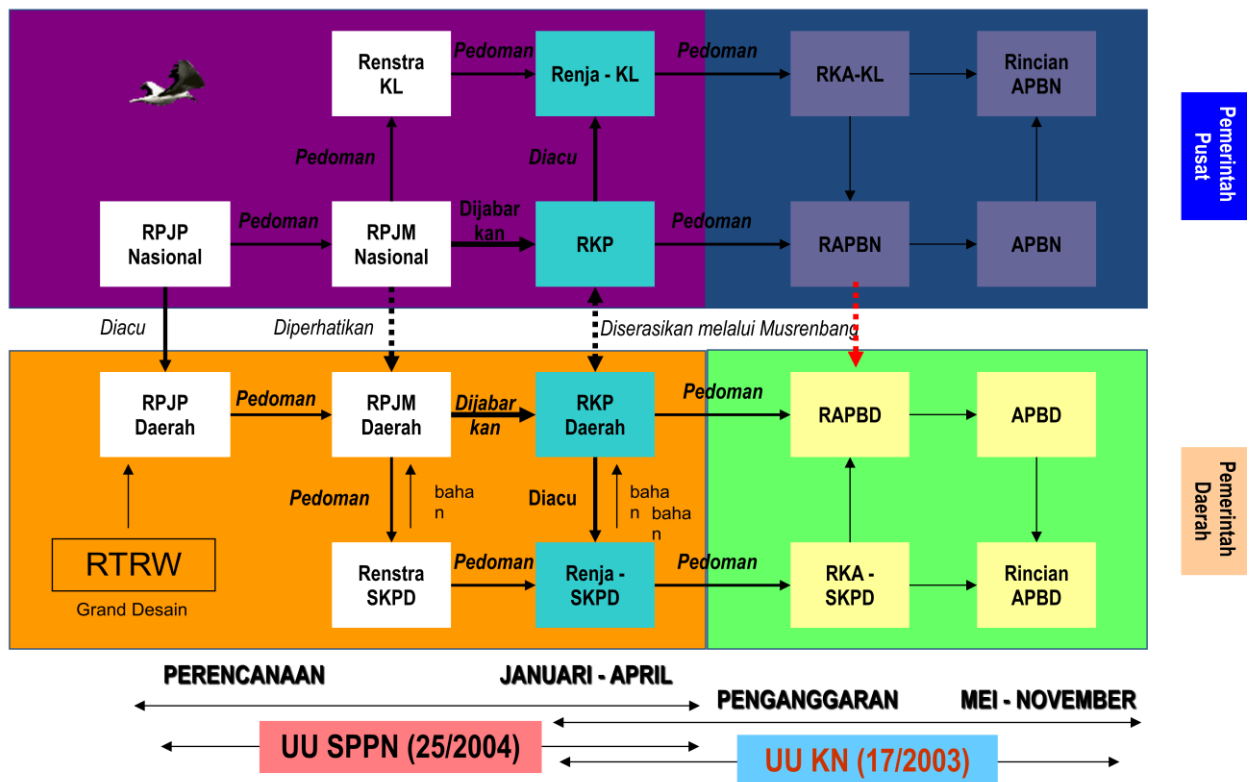 Renstra
KL
Pedoman
Renja - KL
Pedoman
RKA-KL
Rincian
APBN
Pemerintah
Pusat
Pedoman
Diacu
RPJP
Nasional
Pedoman
RPJM
Nasional
Dijabar
kan
RKP
Pedoman
RAPBN
APBN
Diacu
Diperhatikan
Diserasikan melalui Musrenbang
RPJP
Daerah
Pedoman
RPJM
Daerah
Dijabar
kan
RKP
Daerah
Pedoman
RAPBD
APBD
Pemerintah
Daerah
Pedoman
baha
n
Diacu
baha
n
baha
n
RTRW
Grand Desain
Renstra
SKPD
Pedoman
Renja -
SKPD
Pedoman
RKA -
SKPD
Rincian
APBD
PERENCANAAN
JANUARI - APRIL
PENGANGGARAN
MEI - NOVEMBER
UU SPPN (25/2004)
UU KN (17/2003)